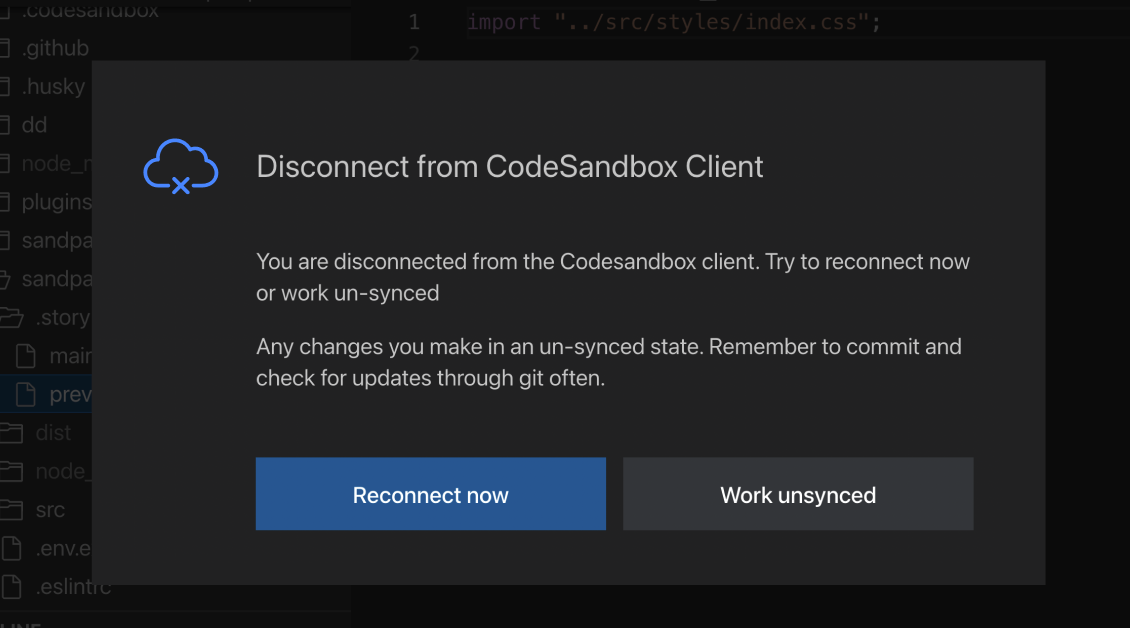 .codesandbox
1 import "../src/styles/index.css";
.github
2
.husky
dd
node_
plugins
sandpa
sandpa
.story
main
prev
dist
node_
src
.env.e
.eslintrc
Disconnect from CodeSandbox Client
You are disconnected from the Codesandbox client. Try to reconnect now
or work un-synced
Any changes you make in an un-synced state. Remember to commit and
check for updates through git often.
Reconnect now
Work unsynced